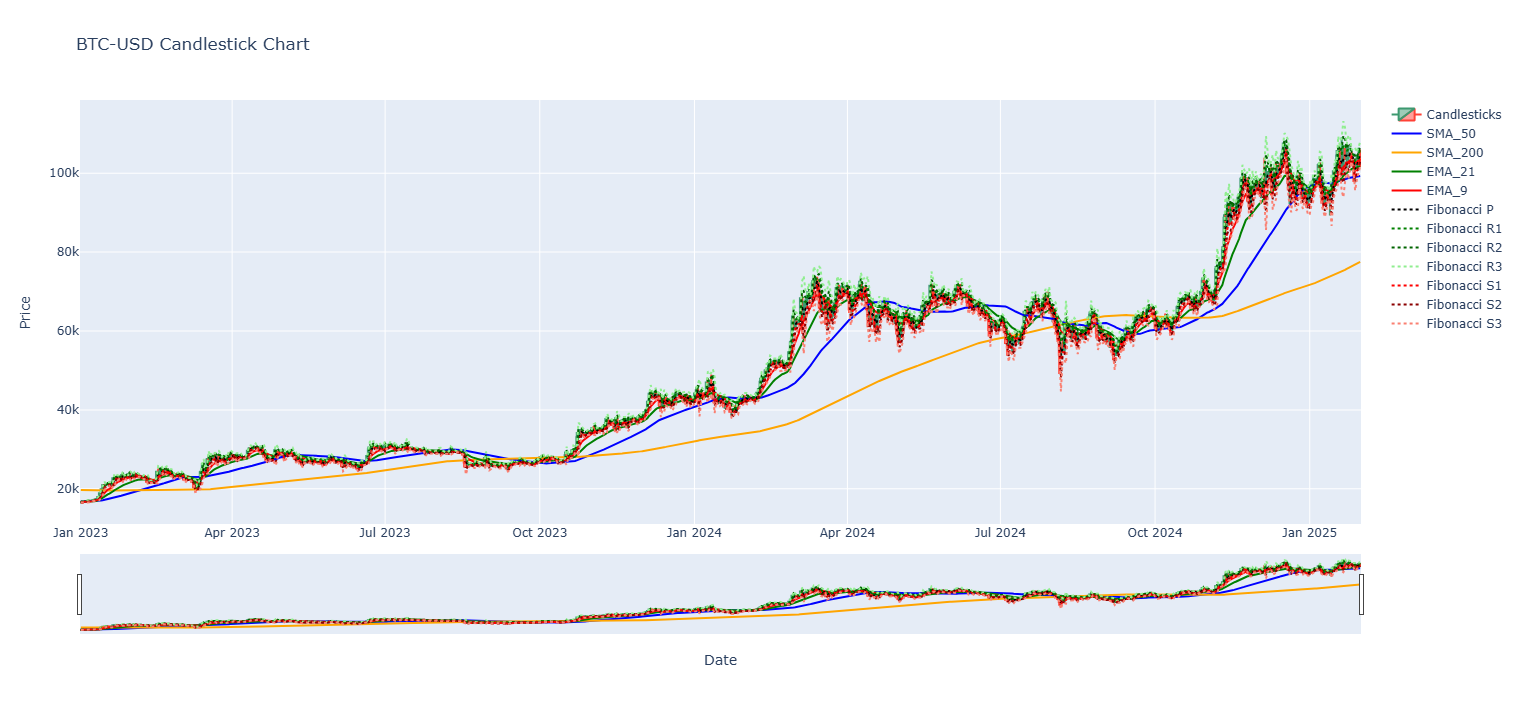 BTC-USD Candlestick Chart
Candlesticks
SMA_50
SMA_200
EMA_21
EMA_9
Fibonacci P
Fibonacci R1
Fibonacci R2
Fibonacci R3
Fibonacci S1
Fibonacci S2
Fibonacci S3
100k
80k
60k
40k
20k
Price
Jan 2023 Apr 2023 Jul 2023 Oct 2023 Jan 2024 Apr 2024 Jul 2024 Oct 2024 Jan 2025
Date